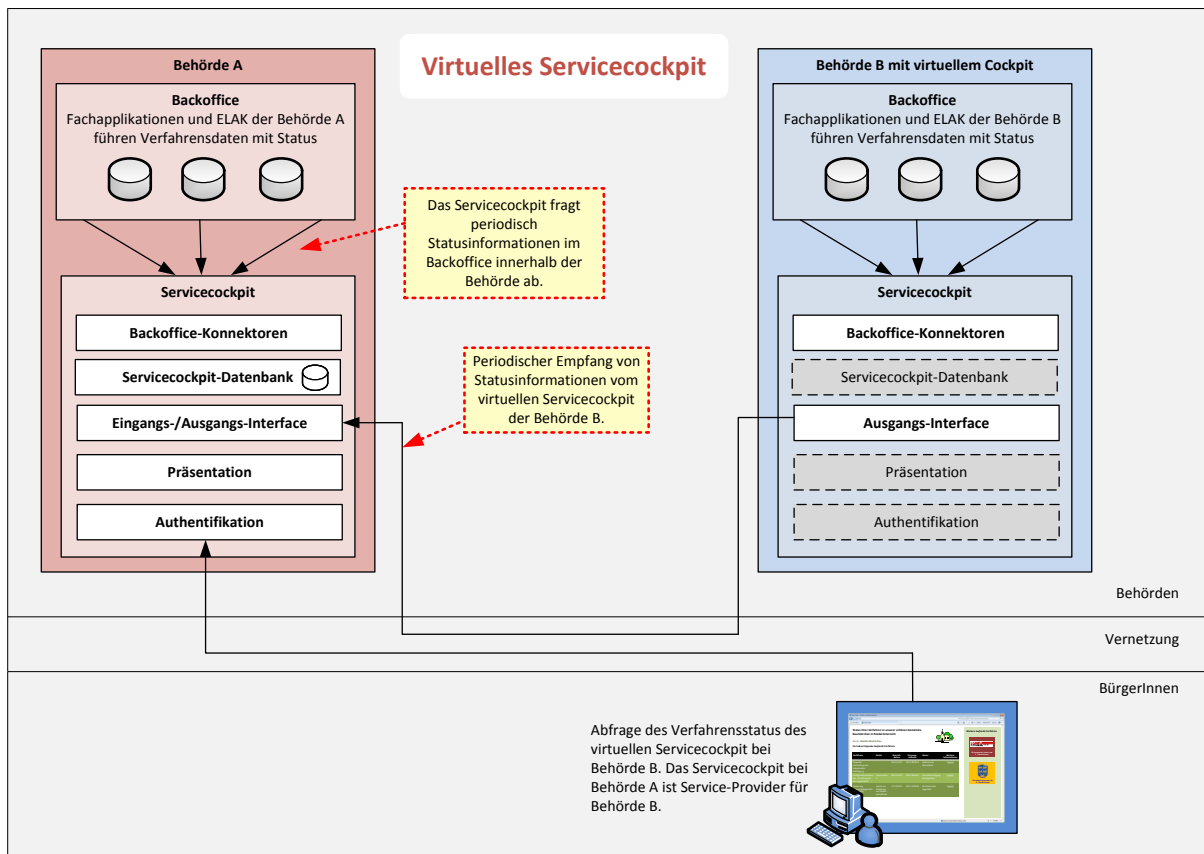 Virtuelles Servicecockpit
Behörde A
Backoffice
Fachapplikationen und ELAK der Behörde A
führen Verfahrensdaten mit Status
Servicecockpit
Backoffice-Konnektoren
Servicecockpit-Datenbank
Eingangs-/Ausgangs-Interface
Präsentation
Authentifikation
Das Servicecockpit fragt
periodisch
Statusinformationen im
Backoffice innerhalb der
Behörde ab.
Periodischer Empfang von
Statusinformationen vom
virtuellen Servicecockpit
der Behörde B.
Behörde B mit virtuellem Cockpit
Backoffice
Fachapplikationen und ELAK der Behörde B
führen Verfahrensdaten mit Status
Servicecockpit
Backoffice-Konnektoren
Servicecockpit-Datenbank
Ausgangs-Interface
Präsentation
Authentifikation
Behörden
Vernetzung
BürgerInnen
Abfrage des Verfahrensstatus des
virtuellen Servicecockpit bei
Behörde B. Das Servicecockpit bei
Behörde A ist Service-Provider für
Behörde B.